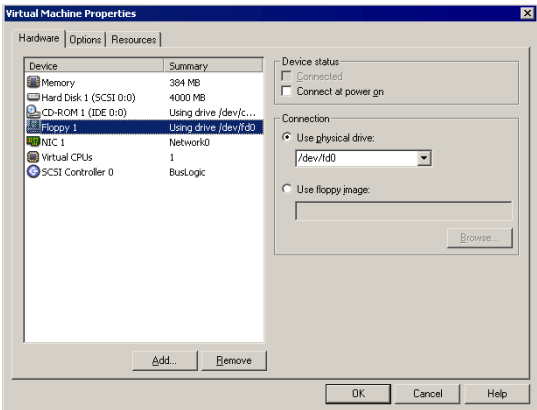 Virtual Machine Properties
Hardware Options Resources
Device Summary
Memory 384 MB
Hard Disk 1 (SCSI 0:0) 4000 MB
CD-ROM 1 (IDE 0:0) Using drive /dev/c...
Floppy 1 Using drive /dev/fd0
NIC 1 Network0
Virtual CPUs 1
SCSI Controller 0 BusLogic
Add... Remove
Device status
Connected
Connect at power on
Connection
Use physical drive:
/dev/fd0
Use floppy image:
Browse...
OK Cancel Help